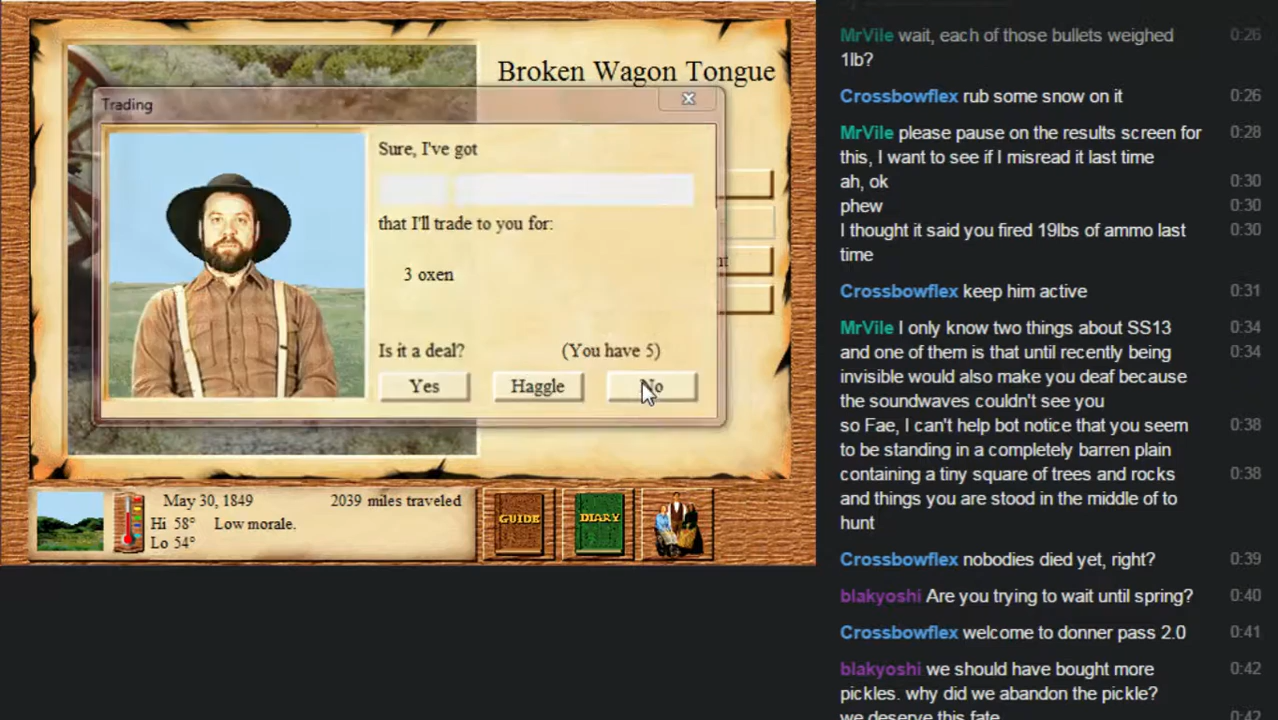 Broken Wagon Tongue
Trading
Sure, I've got
that I'll trade to you for:
3 oxen
Is it a deal?
(You have 5)
Yes
Haggle
No
May 30, 1849
2039 miles traveled
Hi 58°
Low morale.
Lo 54°
GUIDE
DIARY
MrVile wait, each of those bullets weighed 0:26
1lb?
Crossbowflex rub some snow on it 0:26
MrVile please pause on the results screen for 0:28
this, I want to see if I misread it last time
ah, ok 0:30
phew 0:30
I thought it said you fired 19lbs of ammo last 0:30
time
Crossbowflex keep him active 0:31
MrVile I only know two things about SS13 0:34
and one of them is that until recently being 0:34
invisible would also make you deaf because
the soundwaves couldn't see you
so Fae, I can't help bot notice that you seem 0:38
to be standing in a completely barren plain
containing a tiny square of trees and rocks 0:38
and things you are stood in the middle of to
hunt
Crossbowflex nobodies died yet, right? 0:39
blakyoshi Are you trying to wait until spring? 0:40
Crossbowflex welcome to donner pass 2.0 0:41
blakyoshi we should have bought more 0:42
pickles. why did we abandon the pickle?
we deserve this fate 0:42